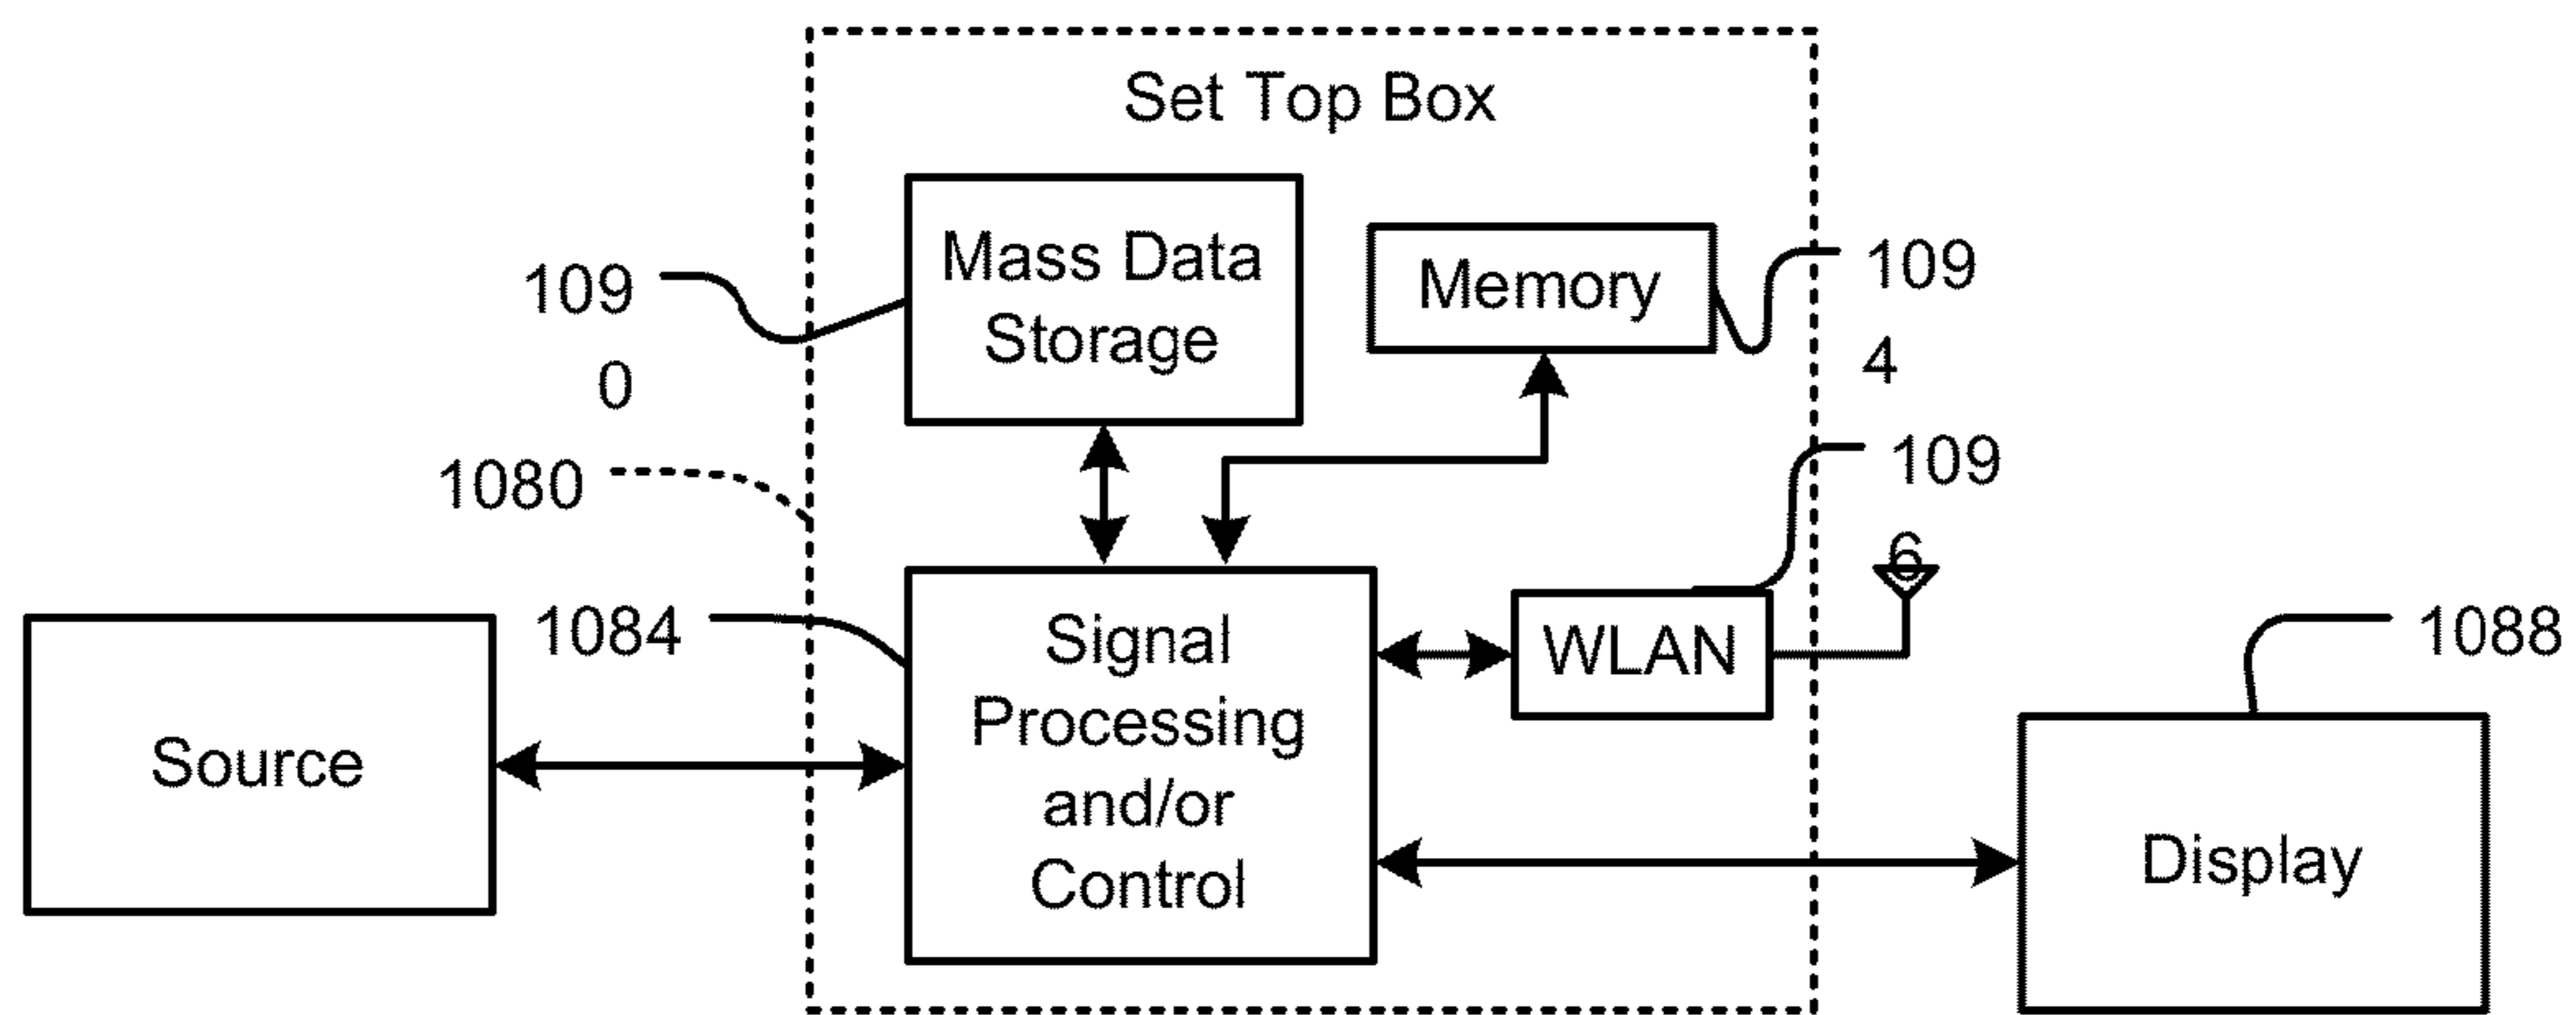 Set Top Box
Mass Data
Storage
Memory
109
0
109
4
1080
109
6
1084
Signal
Processing
and/or
Control
WLAN
1088
Source
Display